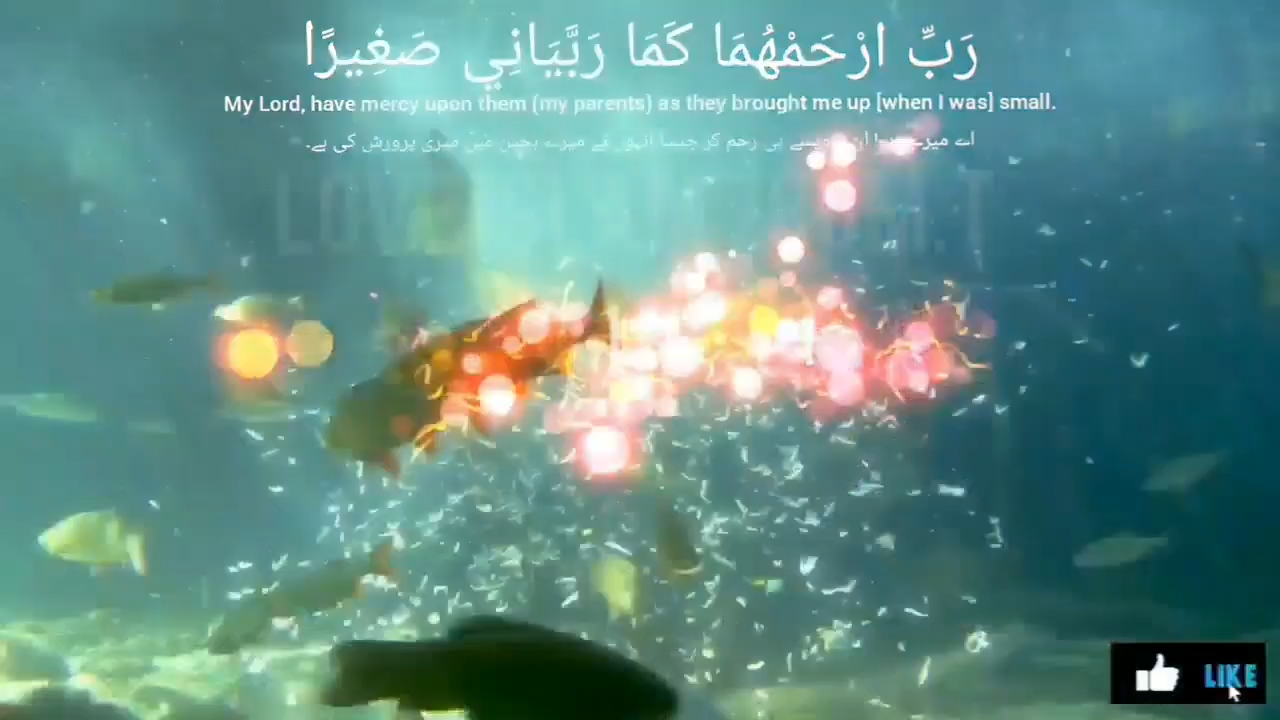 رَبِّ ارْحَمْهُمَا كَمَا رَبَّيَانِي صَغِيرًا
My Lord, have mercy upon them (my parents) as they brought me up [when I was] small.
اے میرے پر رحم کر جیسا انہوں نے میرے بچپن میں میری پرورش کی ہے۔
LIKE